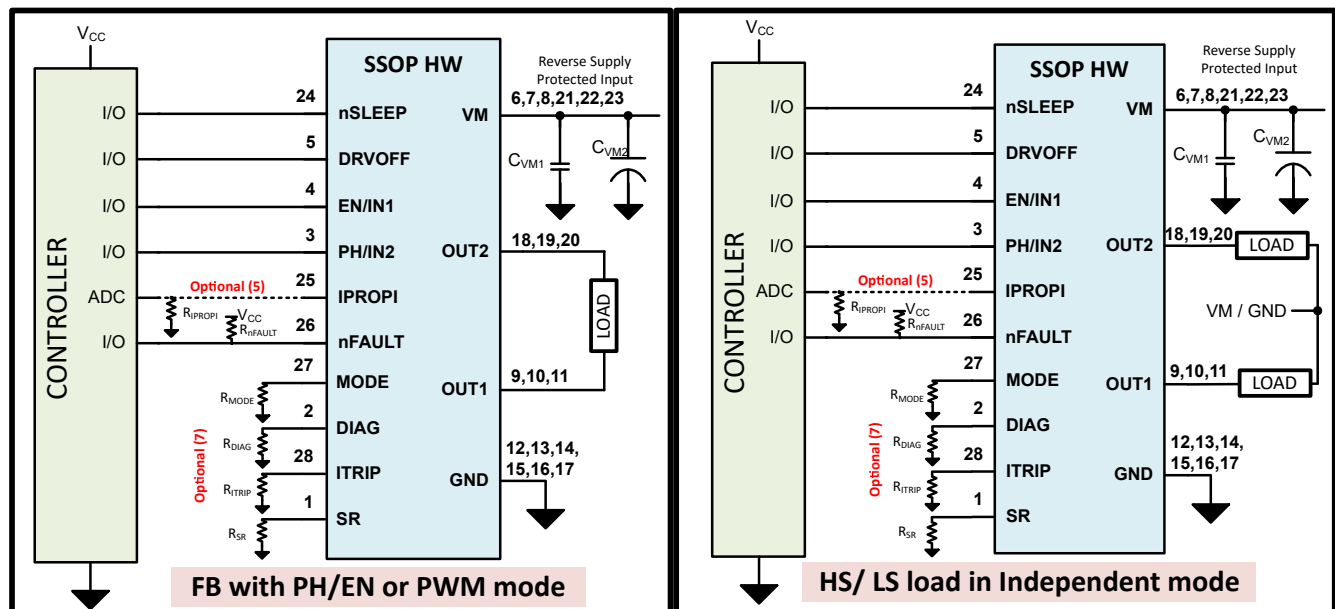 VCC
SSOP HW
Reverse Supply
Protected Input
24
6,7,8,21,22,23
I/O
nSLEEP
VM
5
CVM1
CVM2
I/O
DRVOFF
4
I/O
EN/IN1
3
18,19,20
I/O
PH/IN2
OUT2
CONTROLLER
Optional (5)
25
ADC
IPROPI
RIPROPI
VCC
RnFAULT
26
LOAD
I/O
nFAULT
27
9,10,11
MODE
OUT1
RMODE
2
DIAG
RDIAG
Optional (7)
28
12,13,14,
15,16,17
ITRIP
GND
RITRIP
1
SR
RSR
FB with PH/EN or PWM mode
VCC
SSOP HW
Reverse Supply
Protected Input
24
6,7,8,21,22,23
I/O
nSLEEP
VM
5
CVM1
CVM2
I/O
DRVOFF
4
I/O
EN/IN1
3
18,19,20
I/O
PH/IN2
OUT2
LOAD
CONTROLLER
Optional (5)
25
ADC
IPROPI
RIPROPI
VCC
RnFAULT
VM / GND
26
I/O
nFAULT
27
9,10,11
MODE
OUT1
LOAD
RMODE
2
DIAG
RDIAG
Optional (7)
28
12,13,14,
15,16,17
ITRIP
GND
RITRIP
1
SR
RSR
HS/ LS load in Independent mode